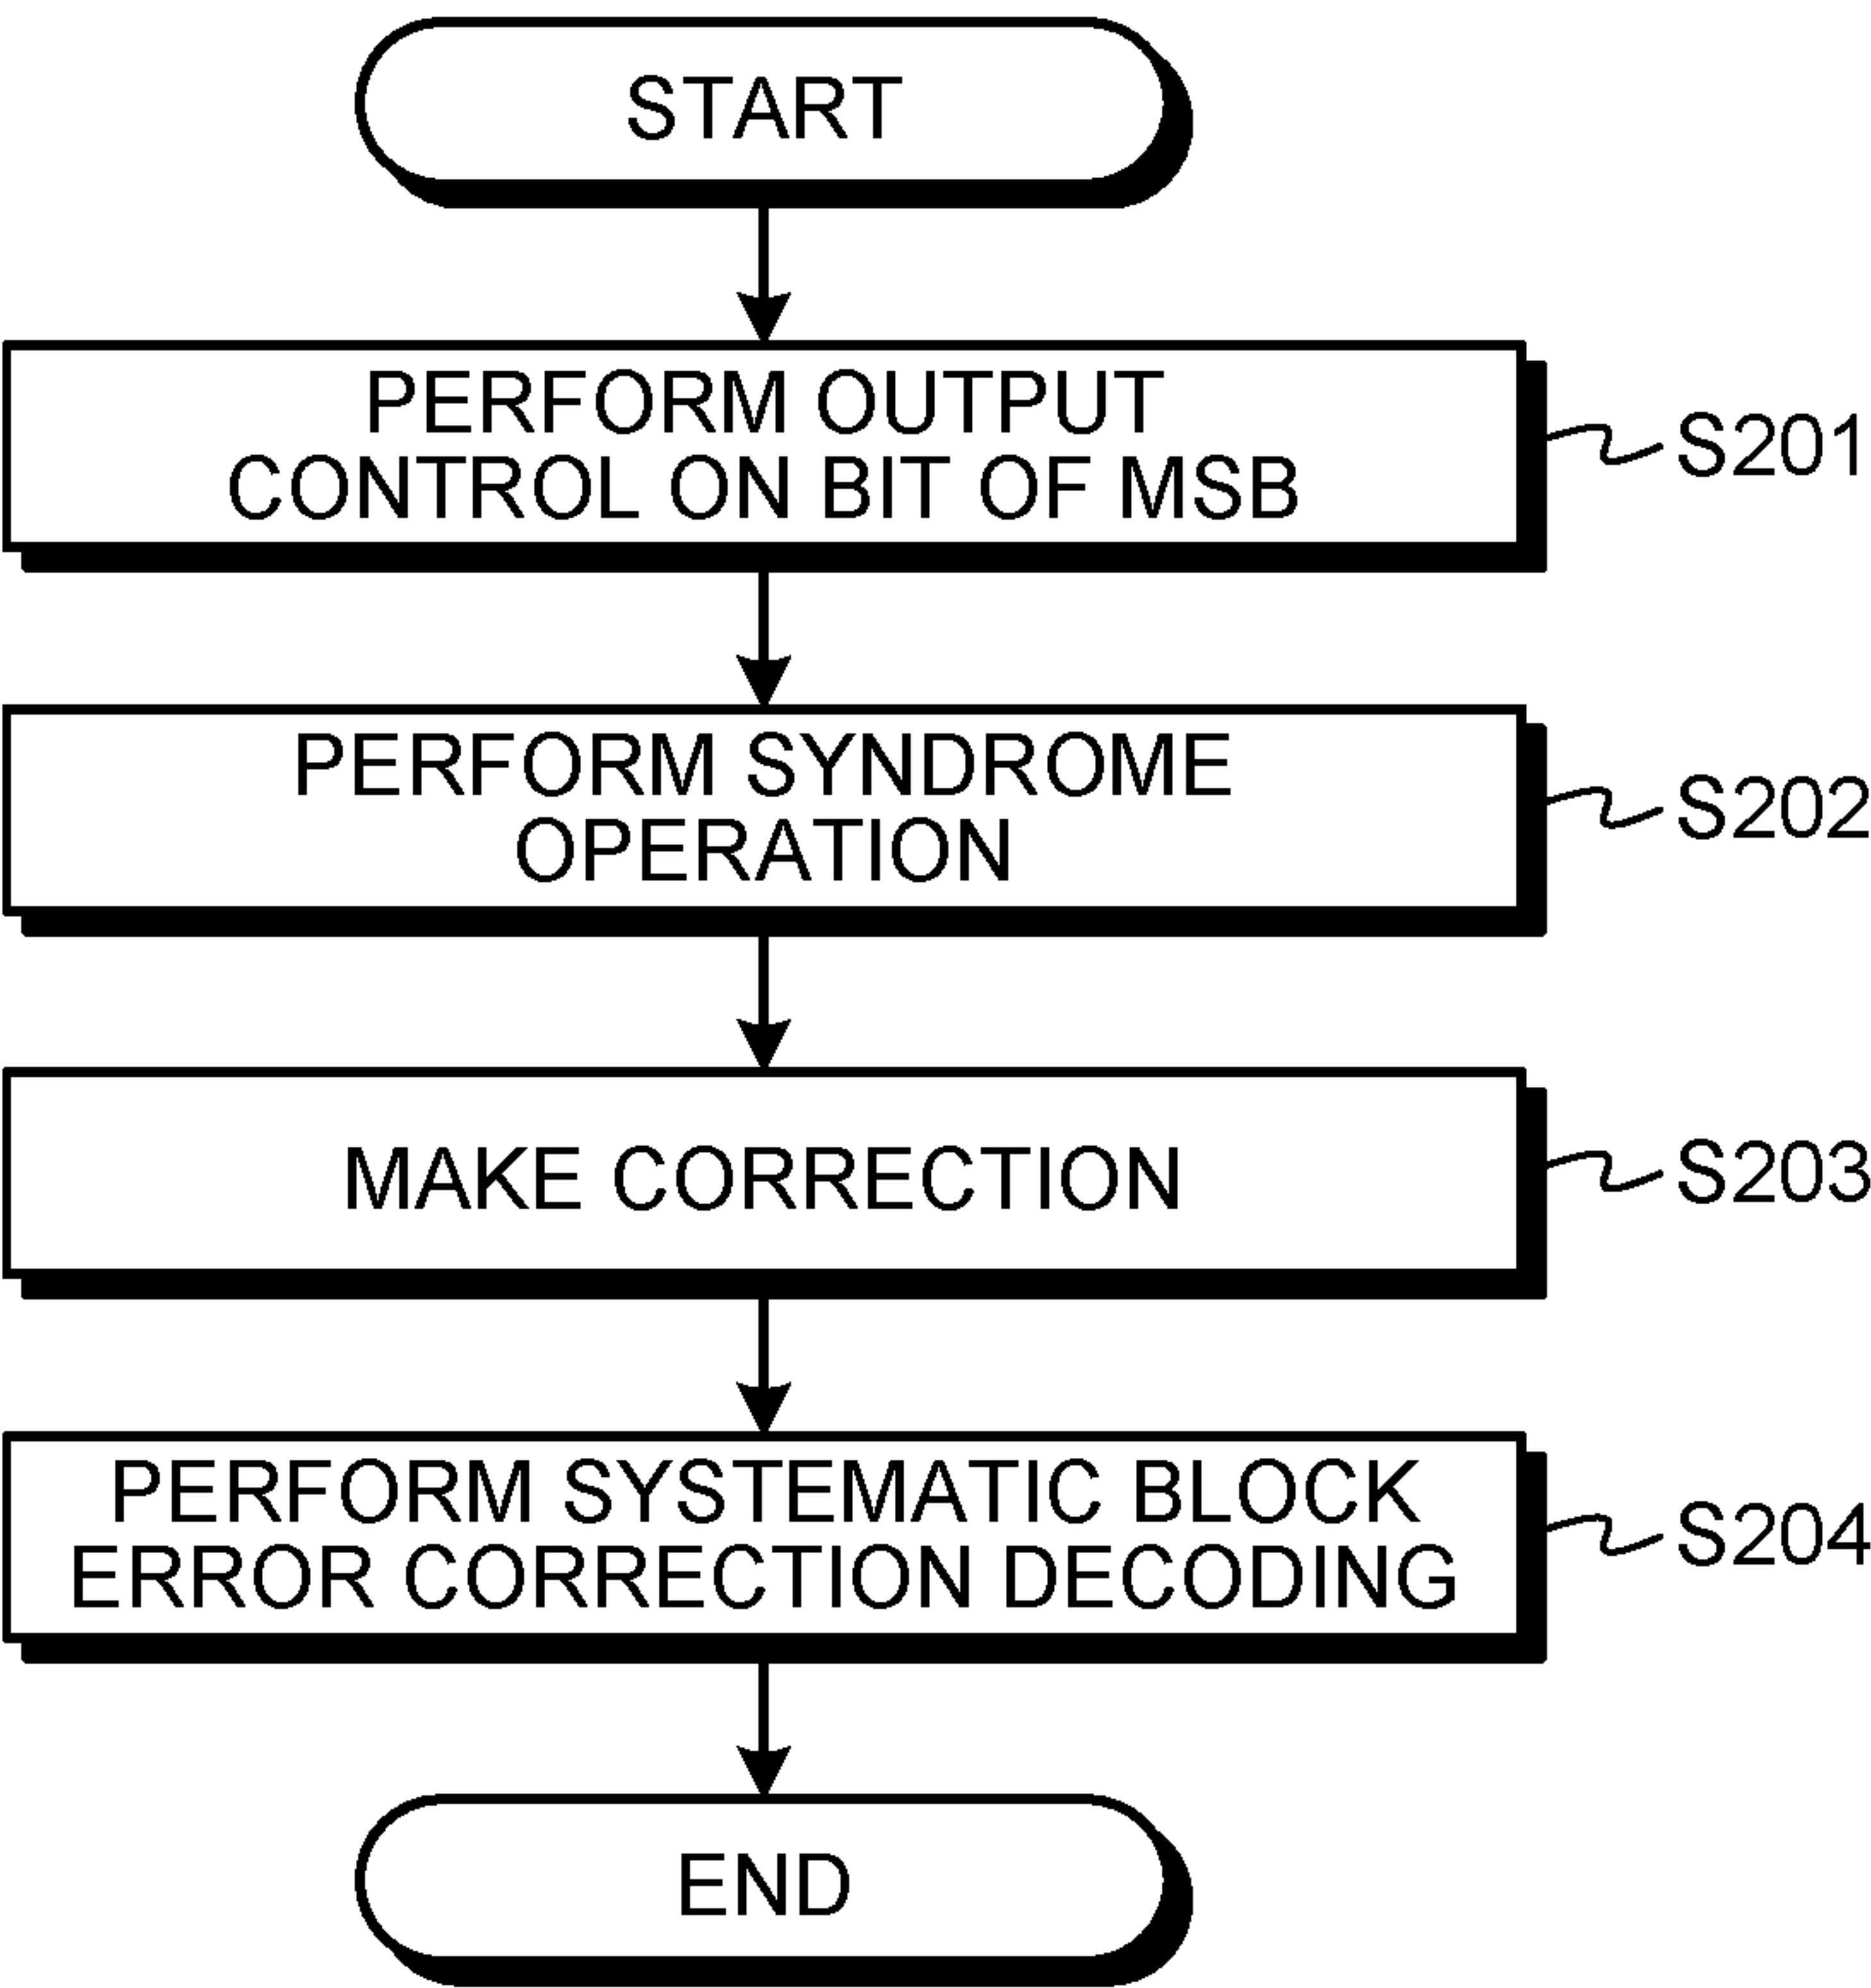 START
PERFORM OUTPUT
CONTROL ON BIT OF MSB
S201
PERFORM SYNDROME
OPERATION
S202
MAKE CORRECTION
S203
PERFORM SYSTEMATIC BLOCK
ERROR CORRECTION DECODING
S204
END